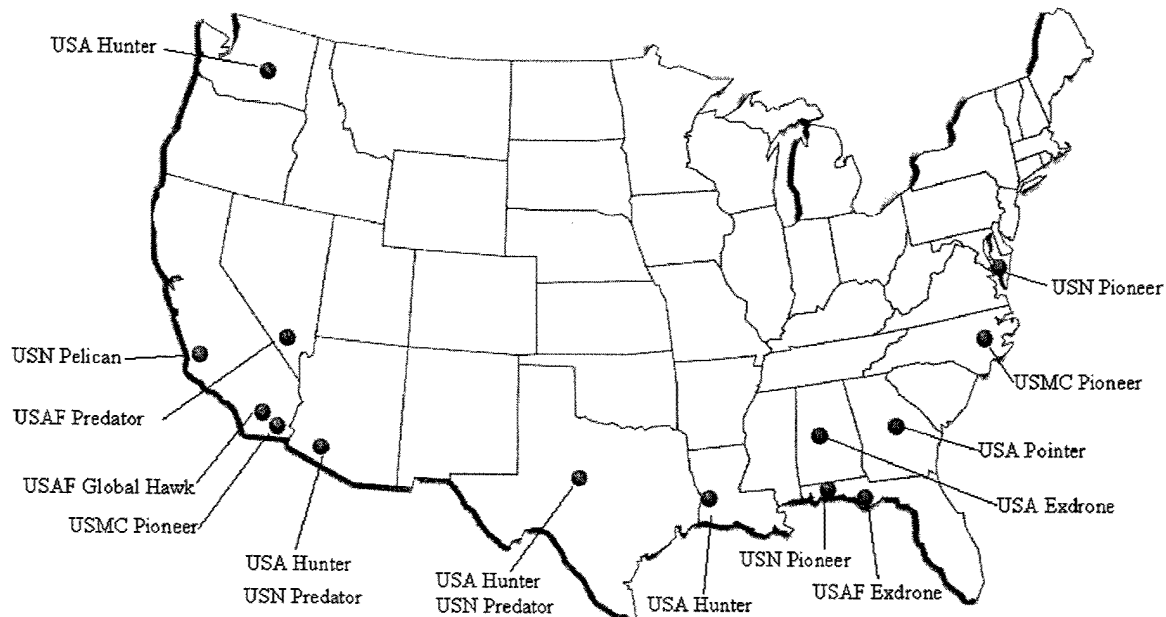 USA Hunter
USN Pioneer
USN Pelican
USMC Pioneer
USAF Predator
USA Pointer
USAF Global Hawk
USA Exdrone
USMC Pioneer
USN Pioneer
USA Hunter
USN Predator
USA Hunter
USN Predator
USA Hunter
USAF Exdrone